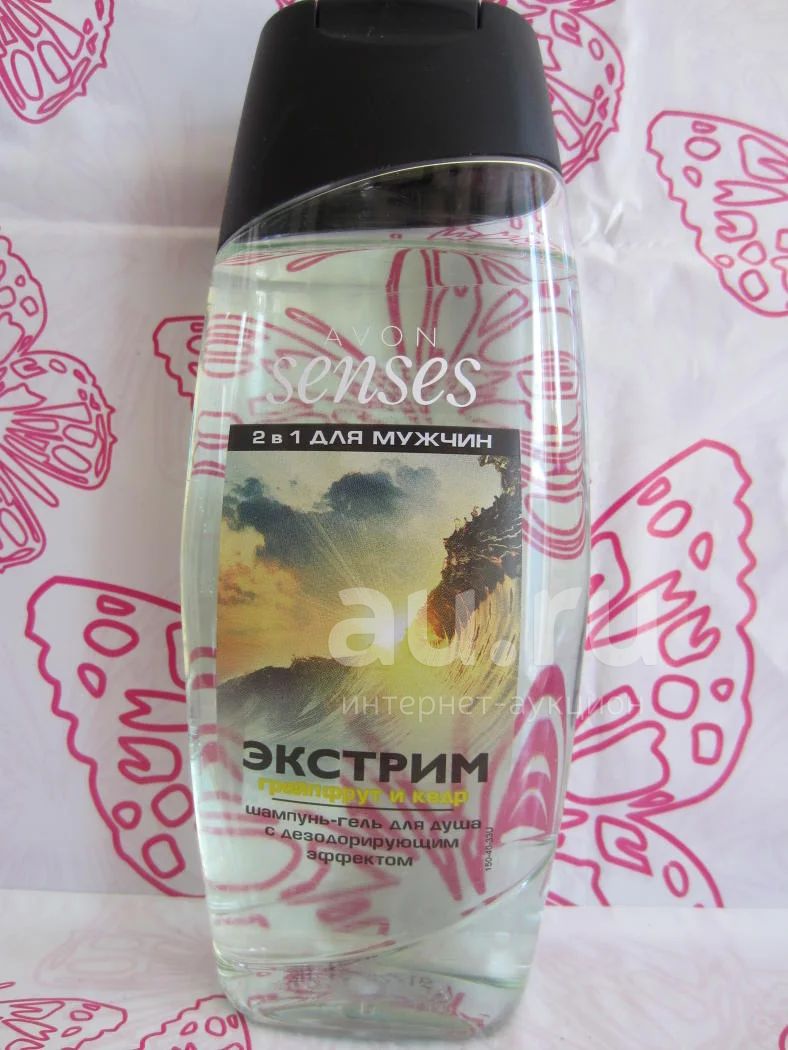 AVON
senses
2 в 1 ДЛЯ МУЖЧИН
au.ru
интернет-аукцион
ЭКСТРИМ
грейпфрут и кедр
шампунь-гель для душа
с дезодорирующим
эффектом